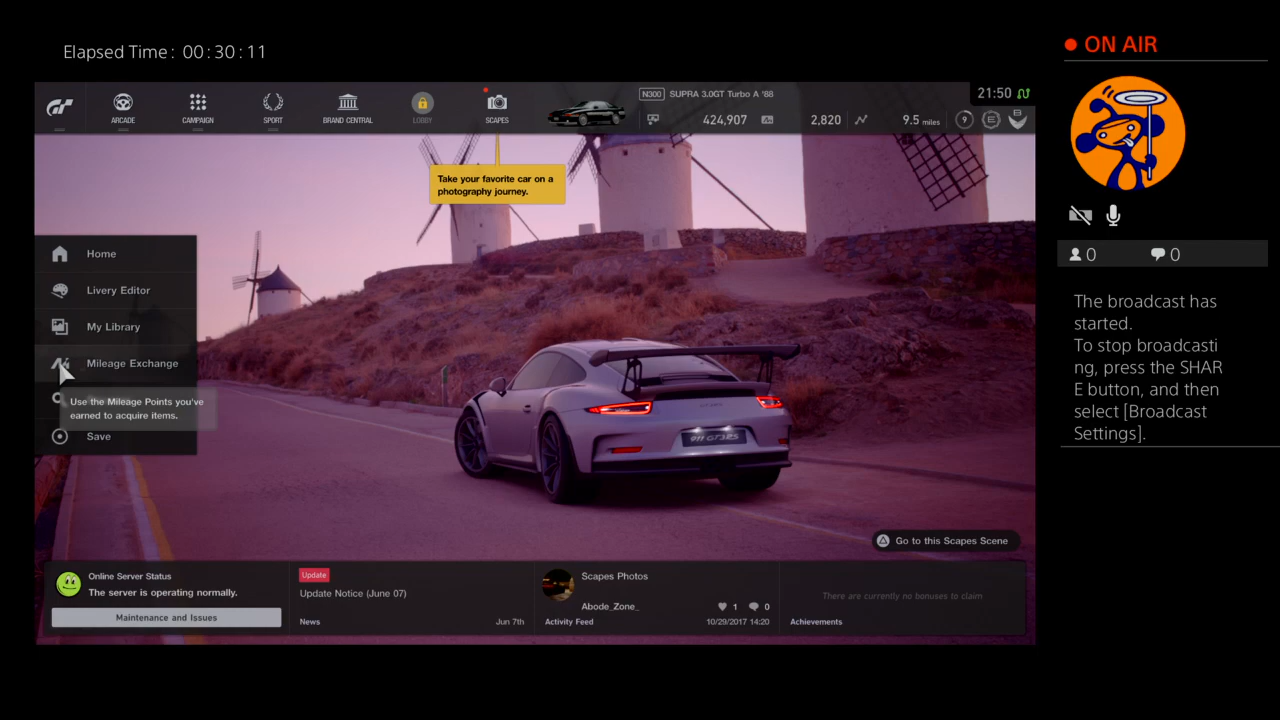 Elapsed Time: 00:30:11
ON AIR
ARCADE
CAMPAIGN
SPORT
BRAND CENTRAL
LOBBY
SCAPES
N300 SUPRA 3.0GT Turbo A '88
424,907
2,820
9.5 miles
9
E
21:50
Take your favorite car on a
photography journey.
Home
Livery Editor
My Library
Mileage Exchange
Use the Mileage Points you've
earned to acquire items.
Save
911 GT3 RS
Go to this Scapes Scene
Online Server Status
The server is operating normally.
Maintenance and Issues
Update
Update Notice (June 07)
News
Jun 7th
Scapes Photos
Abode_Zone_
1
0
Activity Feed
10/29/2017 14:20
There are currently no bonuses to claim
Achievements
0
0
The broadcast has
started.
To stop broadcasti
ng, press the SHAR
E button, and then
select [Broadcast
Settings].